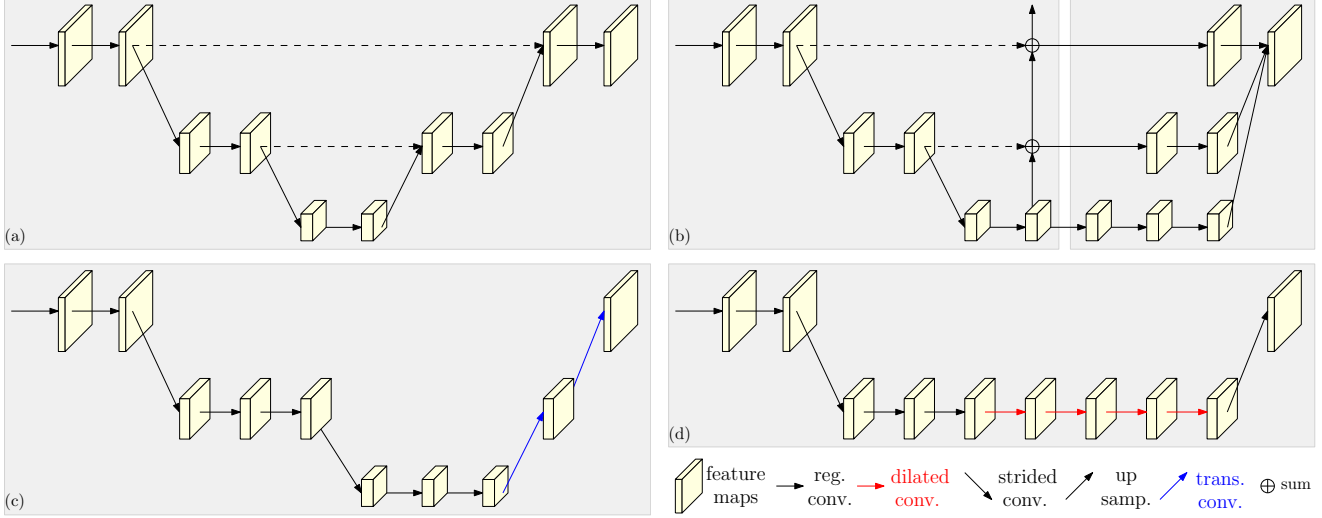 (a)
(b)
(c)
(d)
feature maps
reg. conv.
dilated conv.
strided conv.
up samp.
trans. conv.
sum